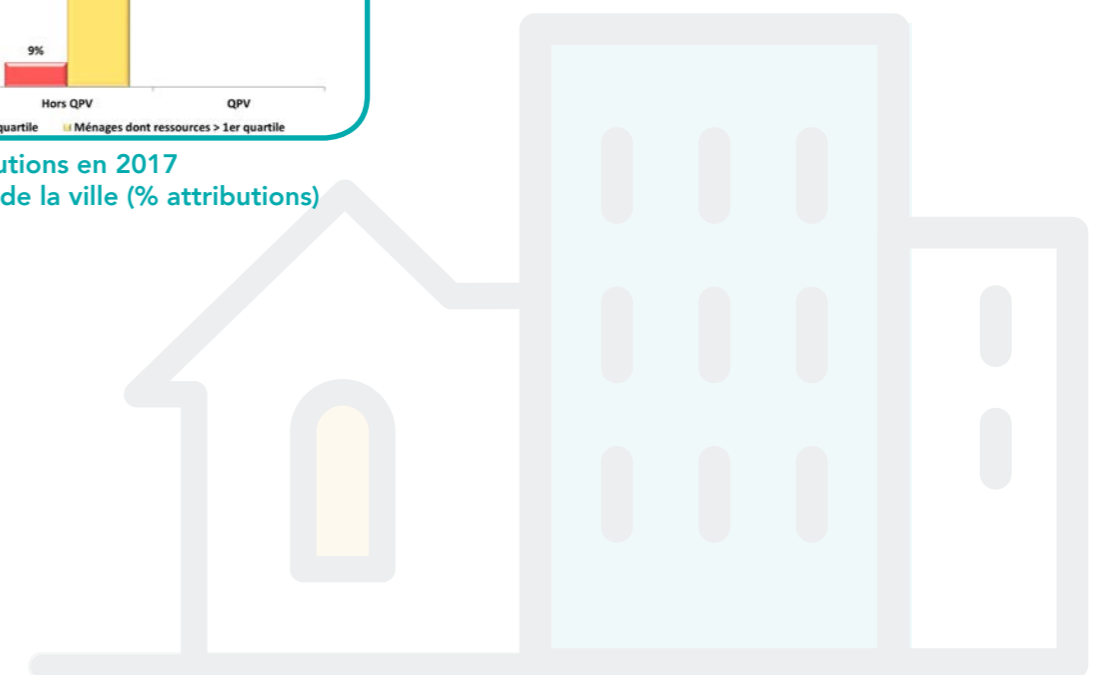 9%
Hors QPV QPV
quartile Ménages dont ressources > 1er quartile
utions en 2017
de la ville (% attributions)